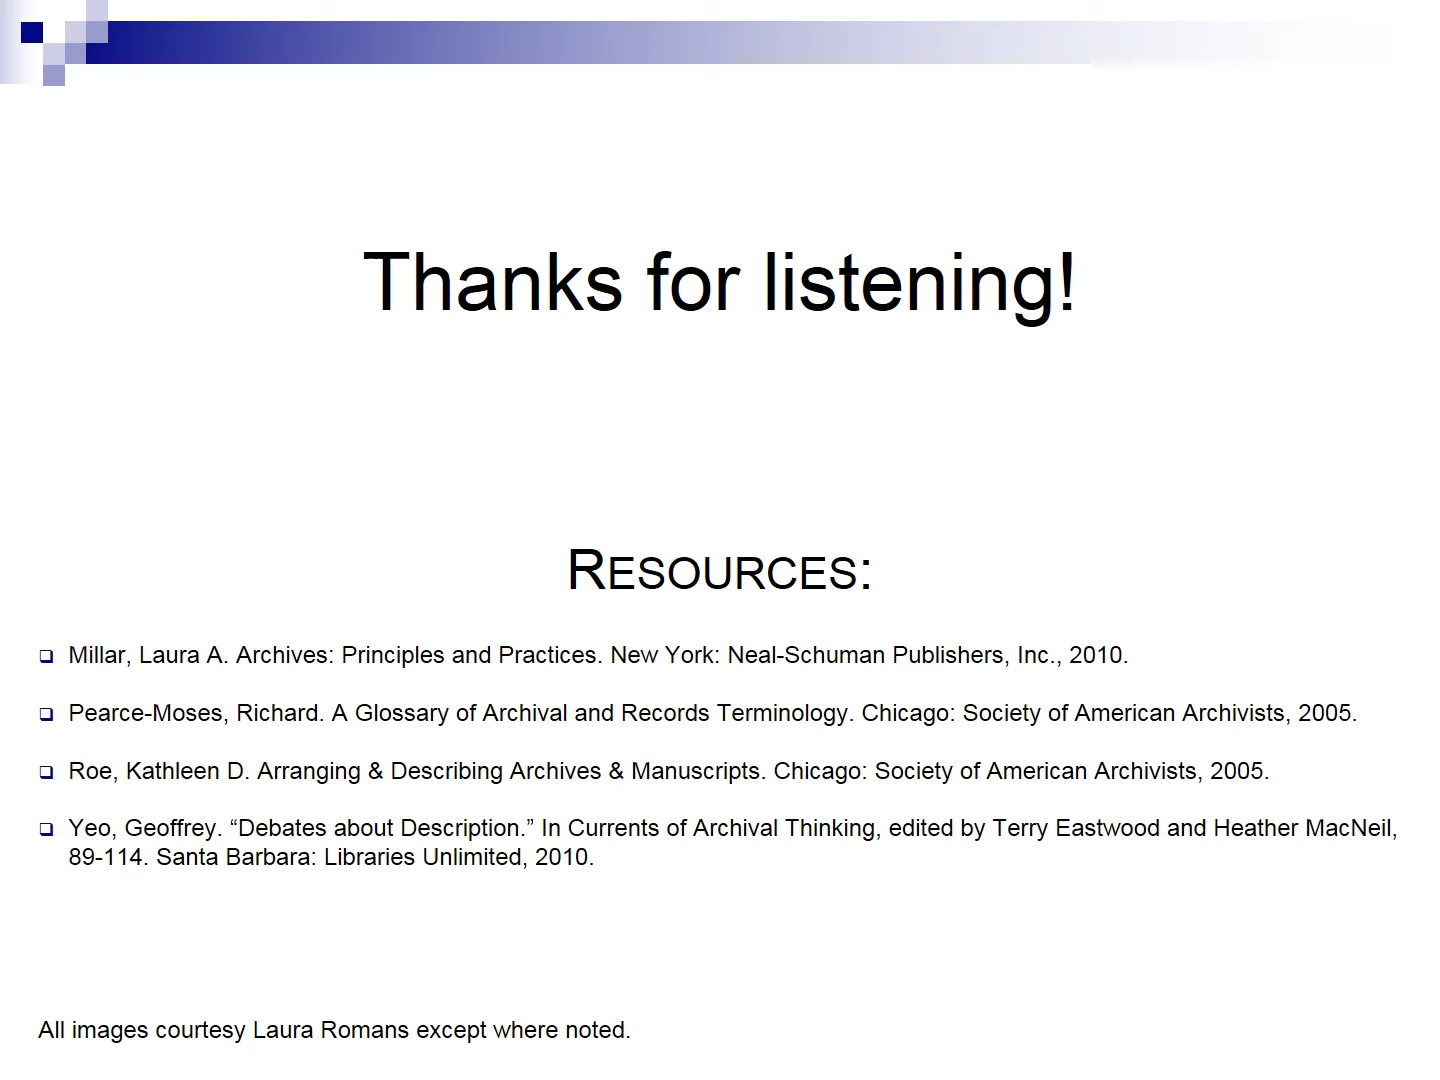 Thanks for listening!
RESOURCES:
Millar, Laura A. Archives: Principles and Practices. New York: Neal-Schuman Publishers, Inc., 2010.
Pearce-Moses, Richard. A Glossary of Archival and Records Terminology. Chicago: Society of American Archivists, 2005.
Roe, Kathleen D. Arranging & Describing Archives & Manuscripts. Chicago: Society of American Archivists, 2005.
Yeo, Geoffrey. “Debates about Description.” In Currents of Archival Thinking, edited by Terry Eastwood and Heather MacNeil,
89-114. Santa Barbara: Libraries Unlimited, 2010.
All images courtesy Laura Romans except where noted.